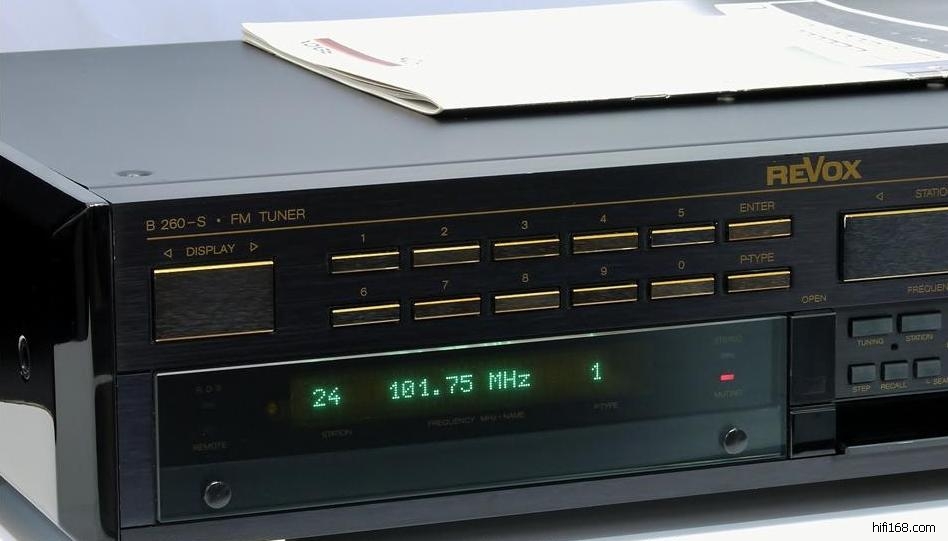 REVOX
B 260-S · FM TUNER
DISPLAY
1 2 3 4 5 ENTER
6 7 8 9 0 P-TYPE
OPEN
TUNING STATION
STEP RECALL
24 101.75 MHz 1
STEREO
MUTING
R.D.S
REMOTE
STATION FREQUENCY MHz · NAME P-TYPE
hifi168.com